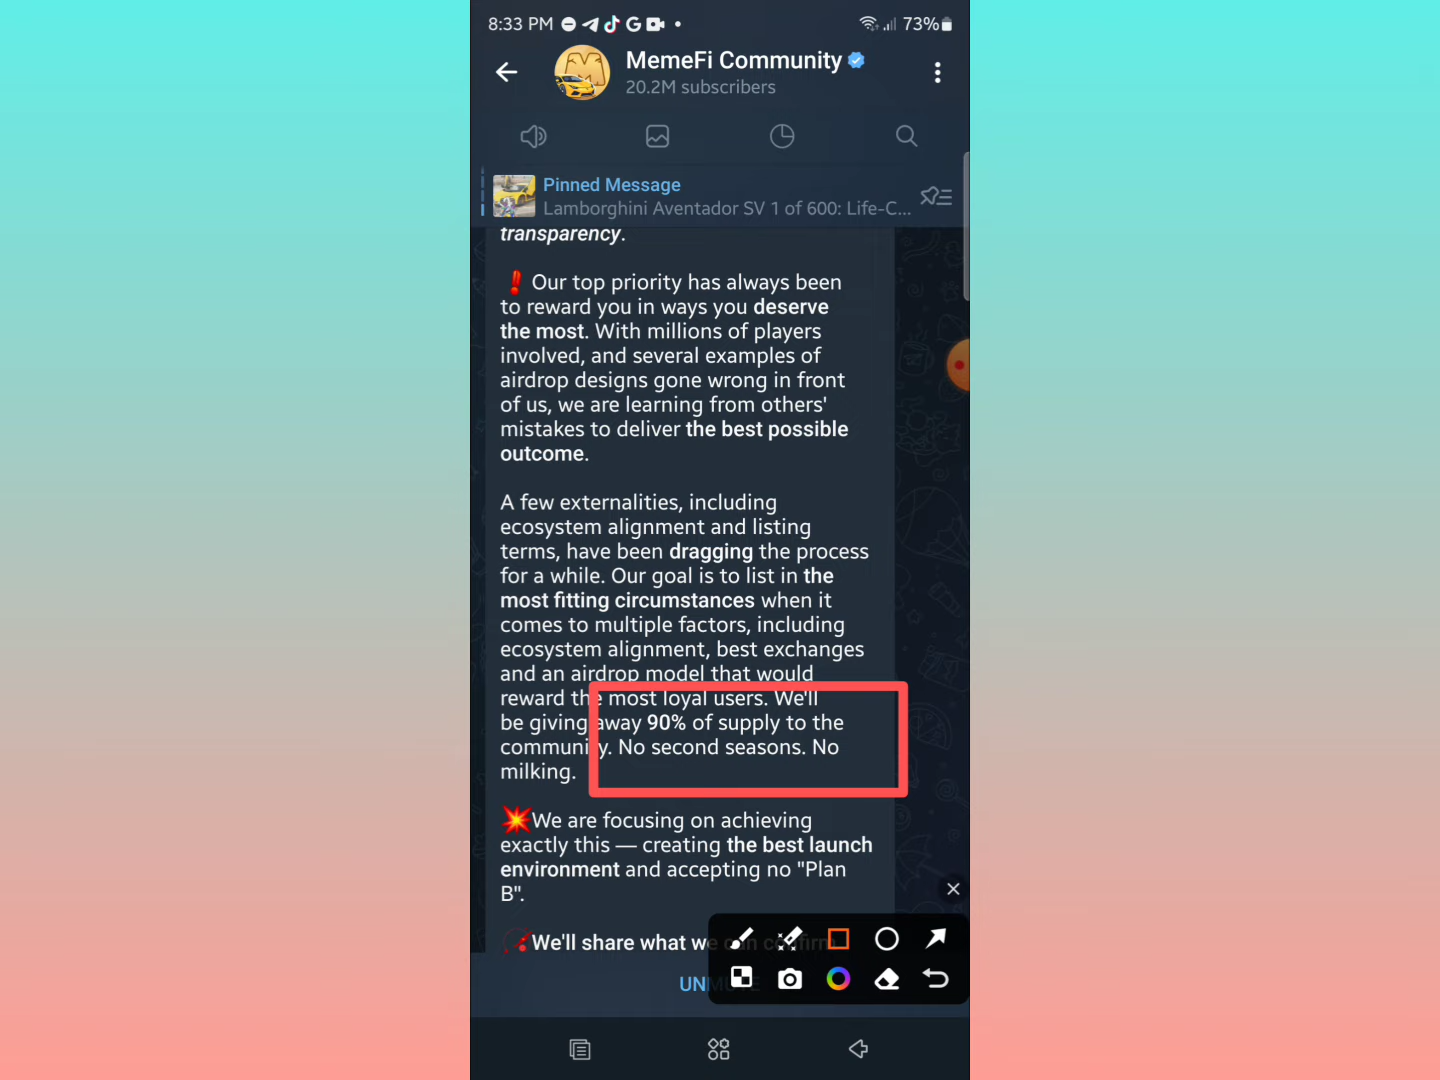 8:33 PM
73%
MemeFi Community
20.2M subscribers
Pinned Message
Lamborghini Aventador SV 1 of 600: Life-C...
transparency.
❗ Our top priority has always been
to reward you in ways you deserve
the most. With millions of players
involved, and several examples of
airdrop designs gone wrong in front
of us, we are learning from others'
mistakes to deliver the best possible
outcome.
A few externalities, including
ecosystem alignment and listing
terms, have been dragging the process
for a while. Our goal is to list in the
most fitting circumstances when it
comes to multiple factors, including
ecosystem alignment, best exchanges
and an airdrop model that would
reward the most loyal users. We'll
be giving away 90% of supply to the
community. No second seasons. No
milking.
💥We are focusing on achieving
exactly this — creating the best launch
environment and accepting no "Plan
B".
We'll share what we can confirm
UNMUTE